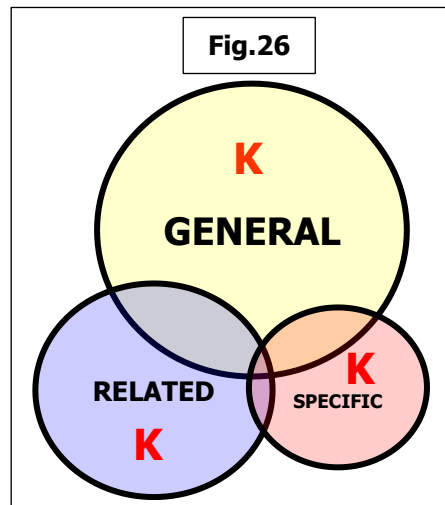 Fig.26
K
GENERAL
K
RELATED
SPECIFIC
K